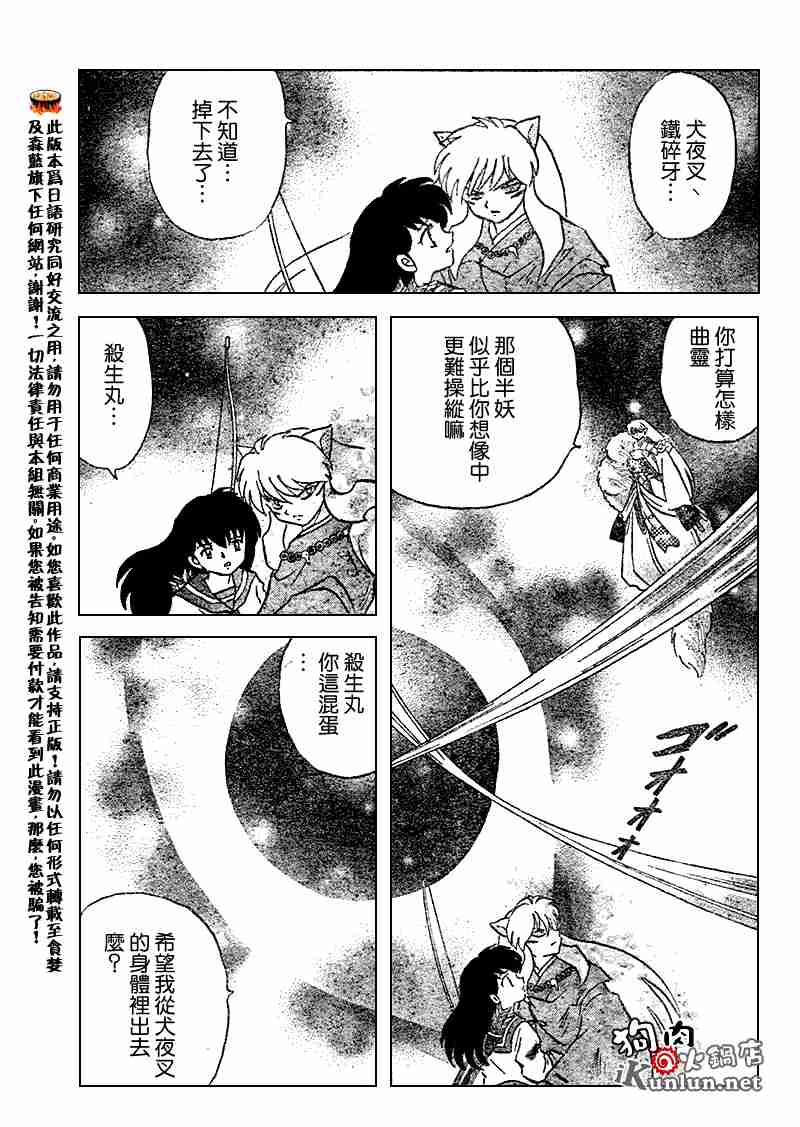 犬夜叉、
鐵碎牙…
不知道…
掉下去了…
你打算怎樣
曲靈
那個半妖
似乎比你想像中
更難操縱嘛
ゴオオオオ
殺生丸…
殺生丸
你這混蛋
…
希望我從犬夜叉
的身體裡出去
麼？
此版本爲日語研究同好交流之用，請勿用于任何商業用途。如您喜歡此作品，請支持正版！請勿以任何形式轉載至貪婪
及森藍旗下任何網站，謝謝！一切法律責任與本組無關。如果您被告知需要付款才能看到此漫畫，那麼，您被騙了！
狗肉
火鍋店
iKunlun.net